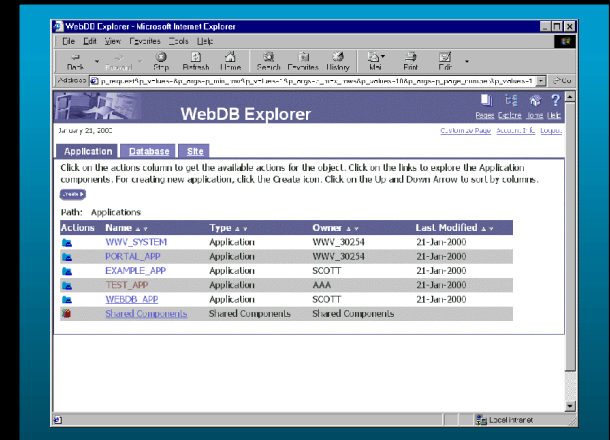 WebDB Explorer - Microsoft Internet Explorer
File Edit View Favorites Tools Help
Back Forward Stop Refresh Home Search Favorites History Mail Print Edit
Address
WebDB Explorer
Pages Explore Home Help
January 21, 2000
Customize Page Account Info Logout
Application Database Site
Click on the actions column to get the available actions for the object. Click on the links to explore the Application
components. For creating new application, click the Create icon. Click on the Up and Down Arrow to sort by columns.
Create
Path: Applications
Actions Name Type Owner Last Modified
WWV_SYSTEM Application WWV_30254 21-Jan-2000
PORTAL_APP Application WWV_30254 21-Jan-2000
EXAMPLE_APP Application SCOTT 21-Jan-2000
TEST_APP Application AAA 21-Jan-2000
WEBDB_APP Application SCOTT 21-Jan-2000
Shared Components Shared Components Shared Components
Local intranet